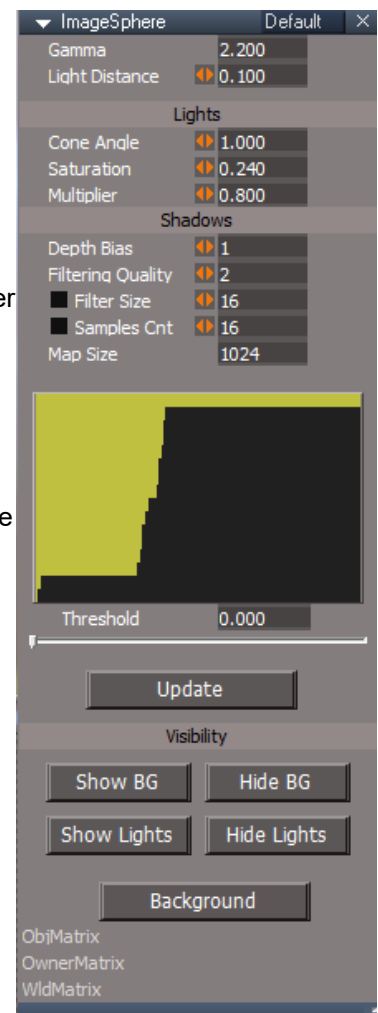 ImageSphere Default ×
Gamma 2.200
Light Distance 0.100
Lights
Cone Angle 1.000
Saturation 0.240
Multiplier 0.800
Shadows
Depth Bias 1
Filtering Quality 2
er
Filter Size 16
Samples Cnt 16
Map Size 1024
e
Threshold 0.000
Update
Visibility
Show BG Hide BG
Show Lights Hide Lights
Background
ObjMatrix
OwnerMatrix
WldMatrix